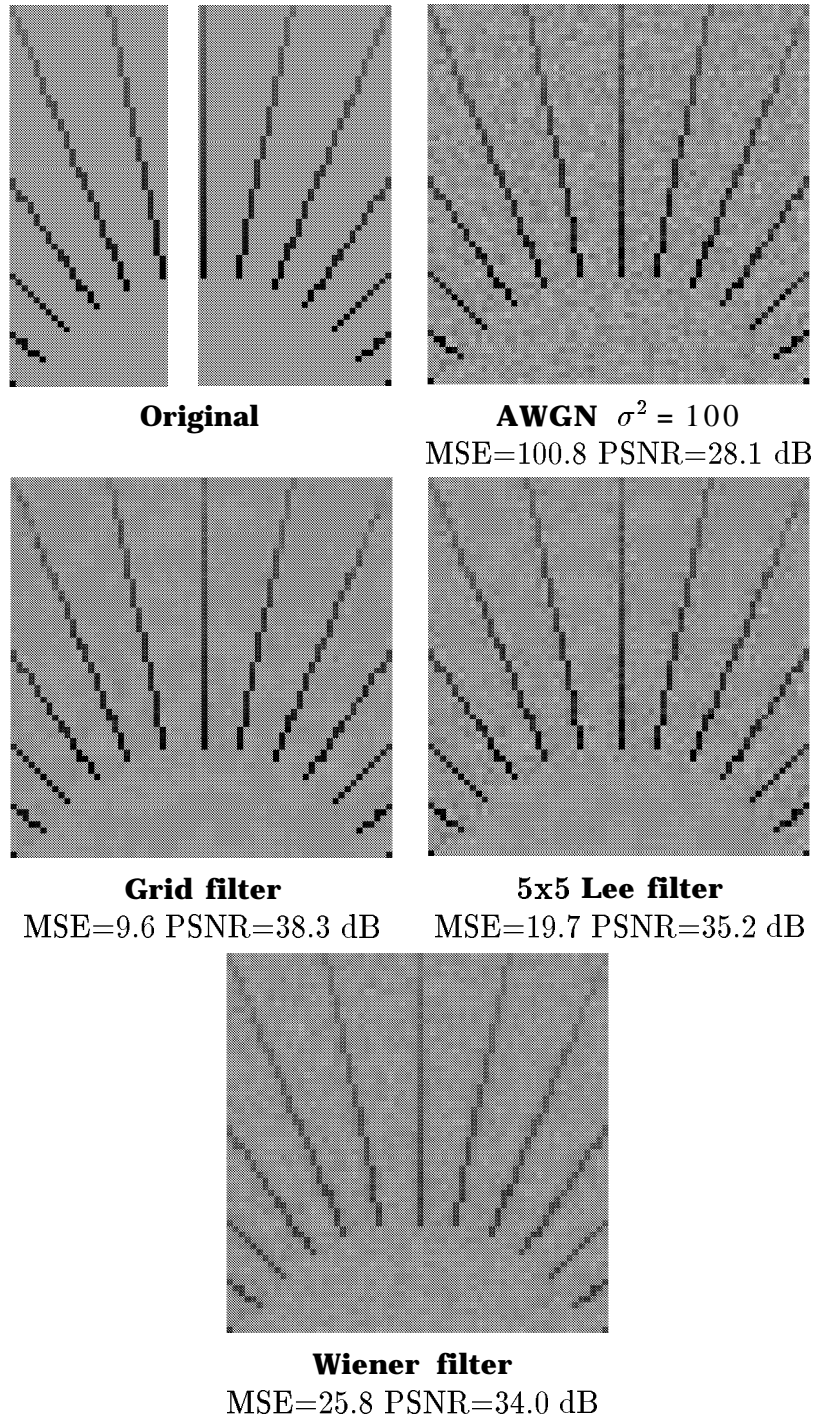 Original
AWGN σ² = 100
MSE=100.8 PSNR=28.1 dB
Grid filter
MSE=9.6 PSNR=38.3 dB
5x5 Lee filter
MSE=19.7 PSNR=35.2 dB
Wiener filter
MSE=25.8 PSNR=34.0 dB